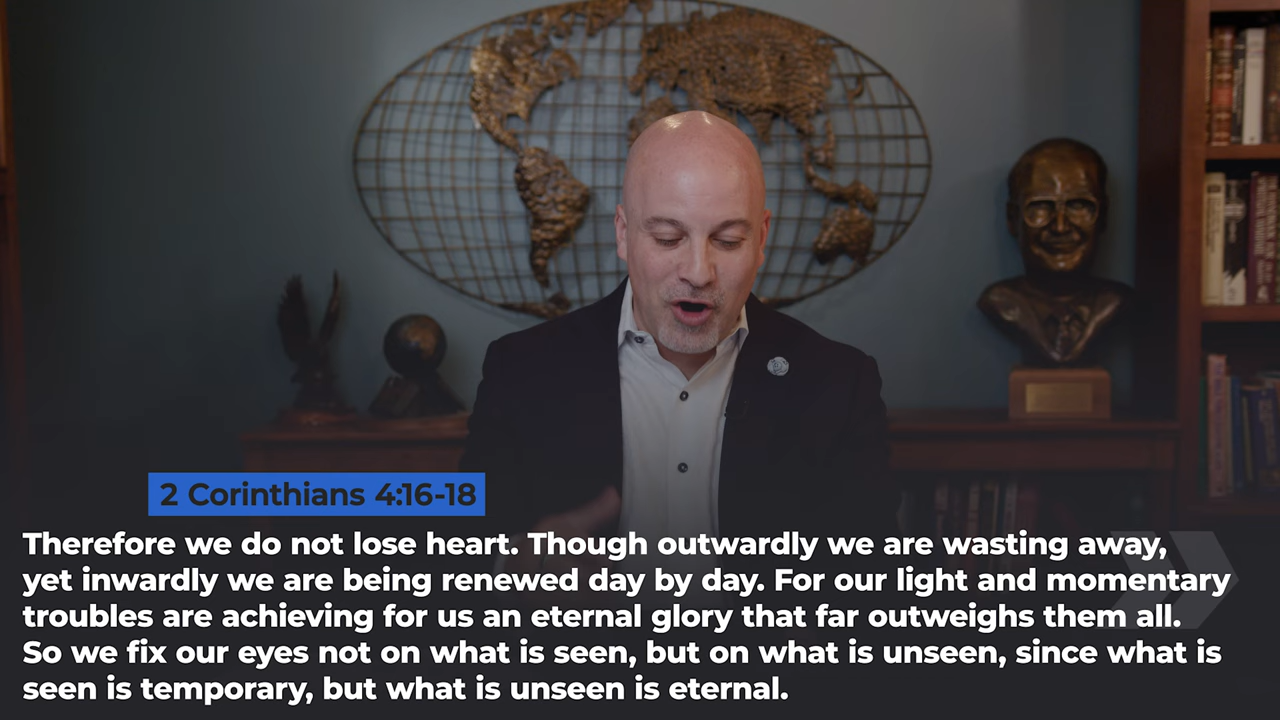 2 Corinthians 4:16-18
Therefore we do not lose heart. Though outwardly we are wasting away,
yet inwardly we are being renewed day by day. For our light and momentary
troubles are achieving for us an eternal glory that far outweighs them all.
So we fix our eyes not on what is seen, but on what is unseen, since what is
seen is temporary, but what is unseen is eternal.